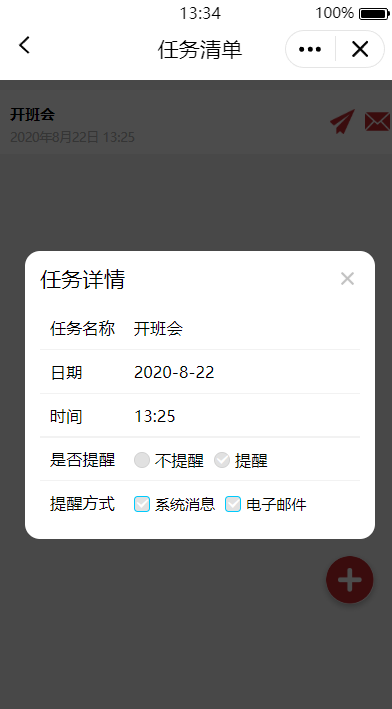 13:34
100%
任务清单
开班会
2020年8月22日 13:25
任务详情
任务名称 开班会
日期 2020-8-22
时间 13:25
是否提醒 不提醒 提醒
提醒方式 系统消息 电子邮件